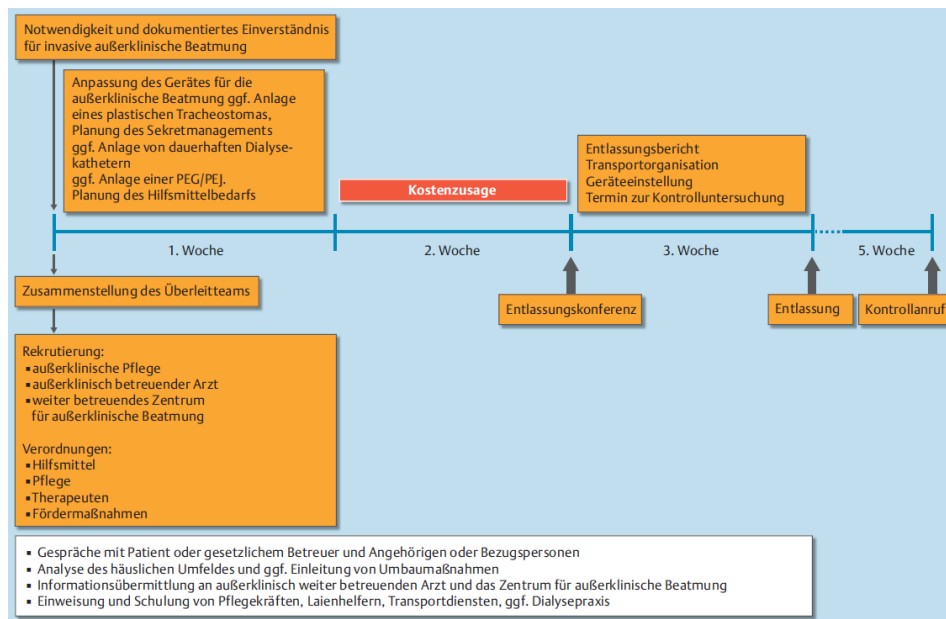 Notwendigkeit und dokumentiertes Einverständnis
für invasive außerklinische Beatmung
Anpassung des Gerätes für die
außerklinische Beatmung ggf. Anlage
eines plastischen Tracheostomas,
Planung des Sekretmanagements
ggf. Anlage von dauerhaften Dialyse-
kathetern
ggf. Anlage einer PEG/PEJ.
Planung des Hilfsmittelbedarfs
Kostenzusage
Entlassungsbericht
Transportorganisation
Geräteeinstellung
Termin zur Kontrolluntersuchung
1. Woche
2. Woche
3. Woche
5. Woche
Zusammenstellung des Überleitteams
Entlassungskonferenz
Entlassung
Kontrollanruf
Rekrutierung:
▪ außerklinische Pflege
▪ außerklinisch betreuender Arzt
▪ weiter betreuendes Zentrum
für außerklinische Beatmung
Verordnungen:
▪ Hilfsmittel
▪ Pflege
▪ Therapeuten
▪ Fördermaßnahmen
▪ Gespräche mit Patient oder gesetzlichem Betreuer und Angehörigen oder Bezugspersonen
▪ Analyse des häuslichen Umfeldes und ggf. Einleitung von Umbaumaßnahmen
▪ Informationsübermittlung an außerklinisch weiter betreuenden Arzt und das Zentrum für außerklinische Beatmung
▪ Einweisung und Schulung von Pflegekräften, Laienhelfern, Transportdiensten, ggf. Dialysepraxis